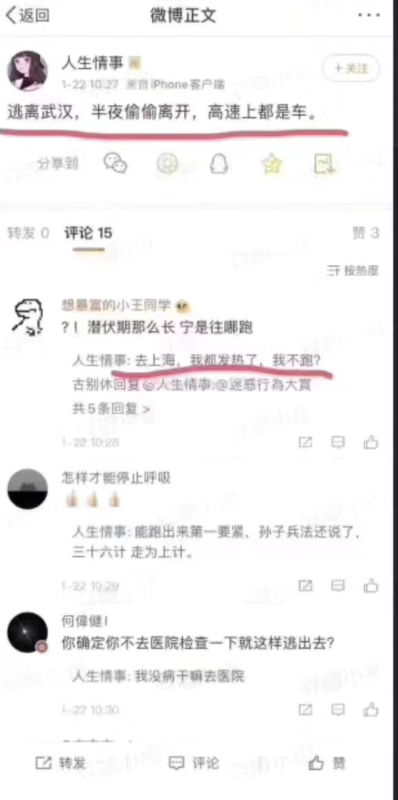 返回
微博正文
人生情事
1-22 10:27 来自iPhone客户端
+关注
逃离武汉，半夜偷偷离开，高速上都是车。
分享到
转发 0 评论 15
赞 3
按热度
想暴富的小王同学
?！潜伏期那么长 宁是往哪跑
人生情事: 去上海，我都发热了，我不跑?
古别休回复@人生情事:@迷惑行為大賞
共5条回复 >
1-22 10:28
怎样才能停止呼吸
人生情事: 能跑出来第一要紧，孙子兵法还说了，
三十六计 走为上计。
1-22 10:29
何偉健!
你确定你不去医院检查一下就这样逃出去?
人生情事: 我没病干嘛去医院
1-22 10:30
转发
评论
赞